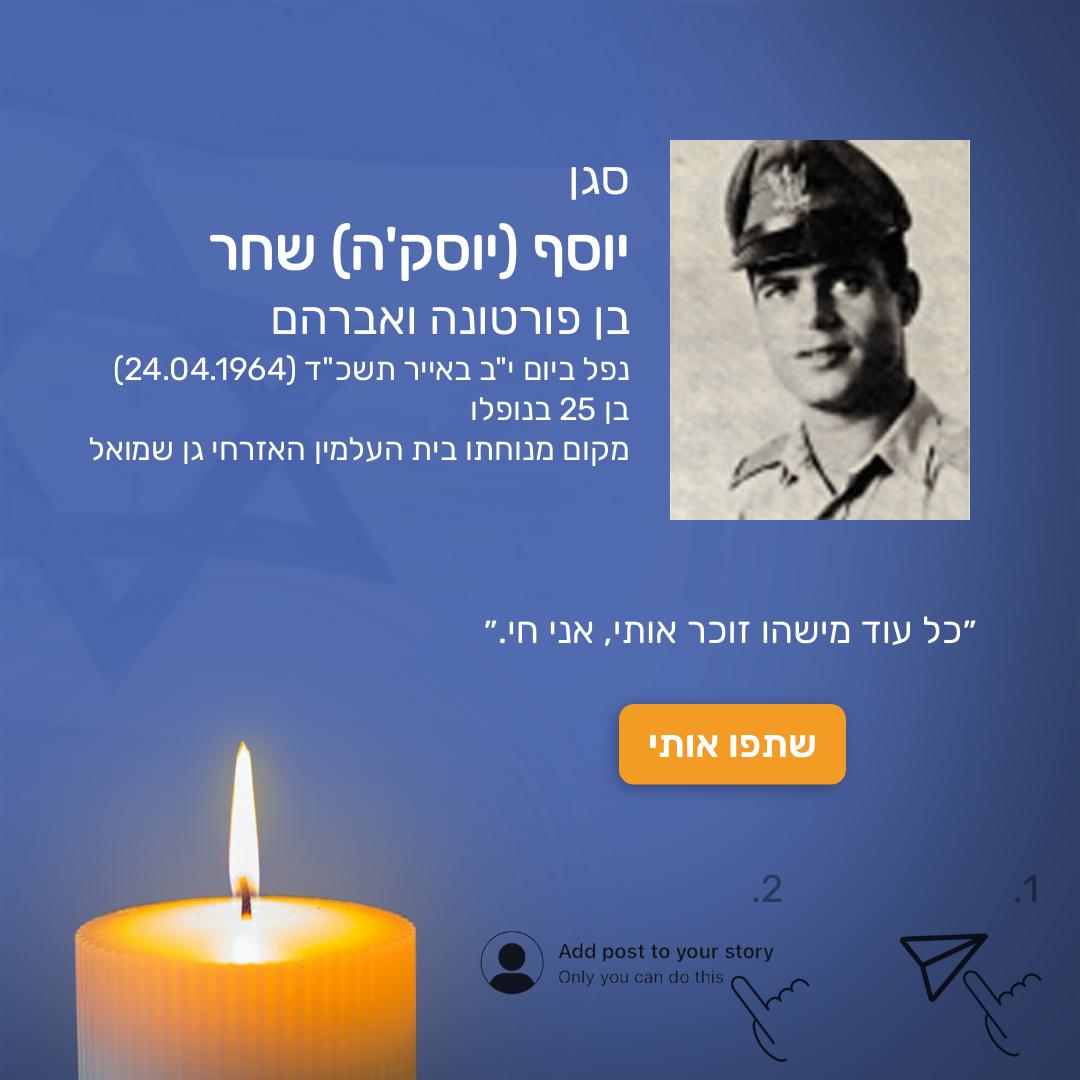 סגן
יוסף (יוסק'ה) שחר
בן פורטונה ואברהם
נפל ביום י"ב באייר תשכ"ד (24.04.1964)
בן 25 בנופלו
מקום מנוחתו בית העלמין האזרחי גן שמואל
״כל עוד מישהו זוכר אותי, אני חי.״
שתפו אותי
1.
2.
Add post to your story
Only you can do this